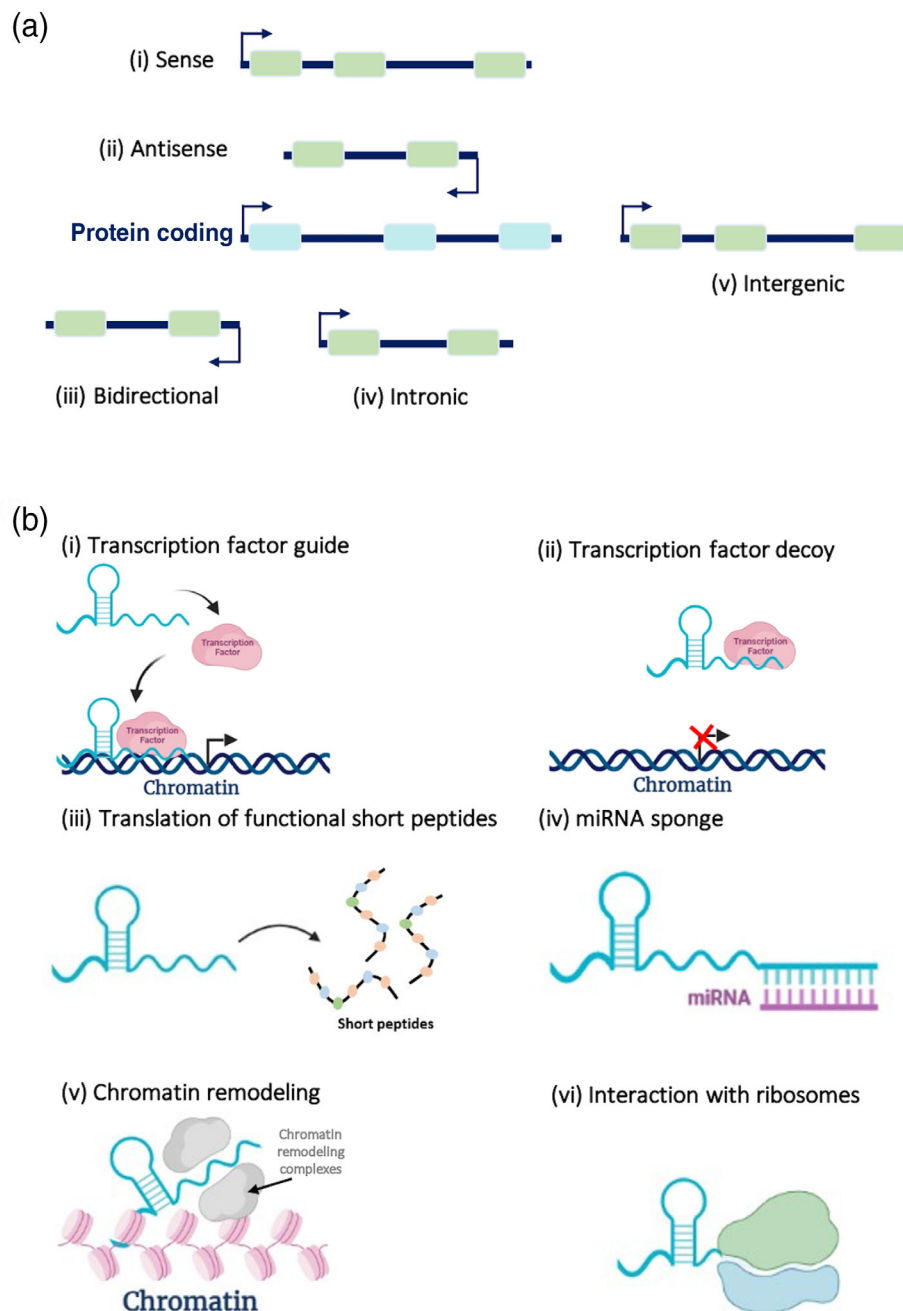 (a)
(i) Sense
(ii) Antisense
Protein coding
(v) Intergenic
(iii) Bidirectional
(iv) Intronic
(b)
(i) Transcription factor guide
(ii) Transcription factor decoy
Transcription
Factor
Transcription
Factor
Transcription
Factor
Chromatin
Chromatin
(iii) Translation of functional short peptides
(iv) miRNA sponge
miRNA
Short peptides
(v) Chromatin remodeling
(vi) Interaction with ribosomes
Chromatin
remodeling
complexes
Chromatin